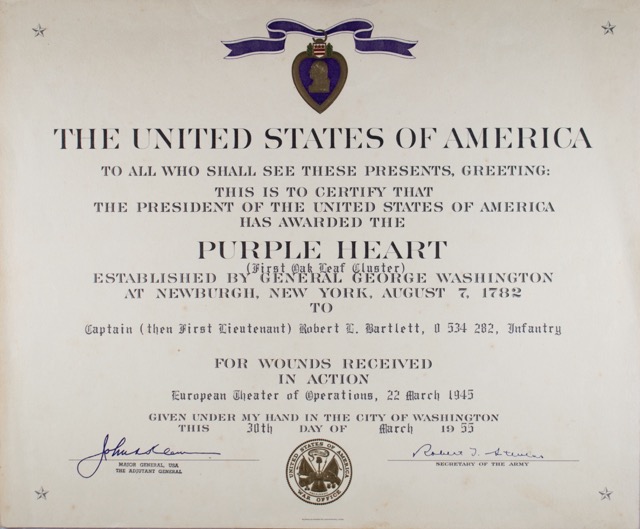 THE UNITED STATES OF AMERICA
TO ALL WHO SHALL SEE THESE PRESENTS, GREETING:
THIS IS TO CERTIFY THAT
THE PRESIDENT OF THE UNITED STATES OF AMERICA
HAS AWARDED THE
PURPLE HEART
(First Oak Leaf Cluster)
ESTABLISHED BY GENERAL GEORGE WASHINGTON
AT NEWBURGH, NEW YORK, AUGUST 7, 1782
TO
Captain (then First Lieutenant) Robert L. Bartlett, O 534 282, Infantry
FOR WOUNDS RECEIVED
IN ACTION
European Theater of Operations, 22 March 1945
GIVEN UNDER MY HAND IN THE CITY OF WASHINGTON
THIS 30th DAY OF March 1955
John A. Klein
MAJOR GENERAL, USA
THE ADJUTANT GENERAL
UNITED STATES OF AMERICA
WAR OFFICE
Robert T. Stevens
SECRETARY OF THE ARMY